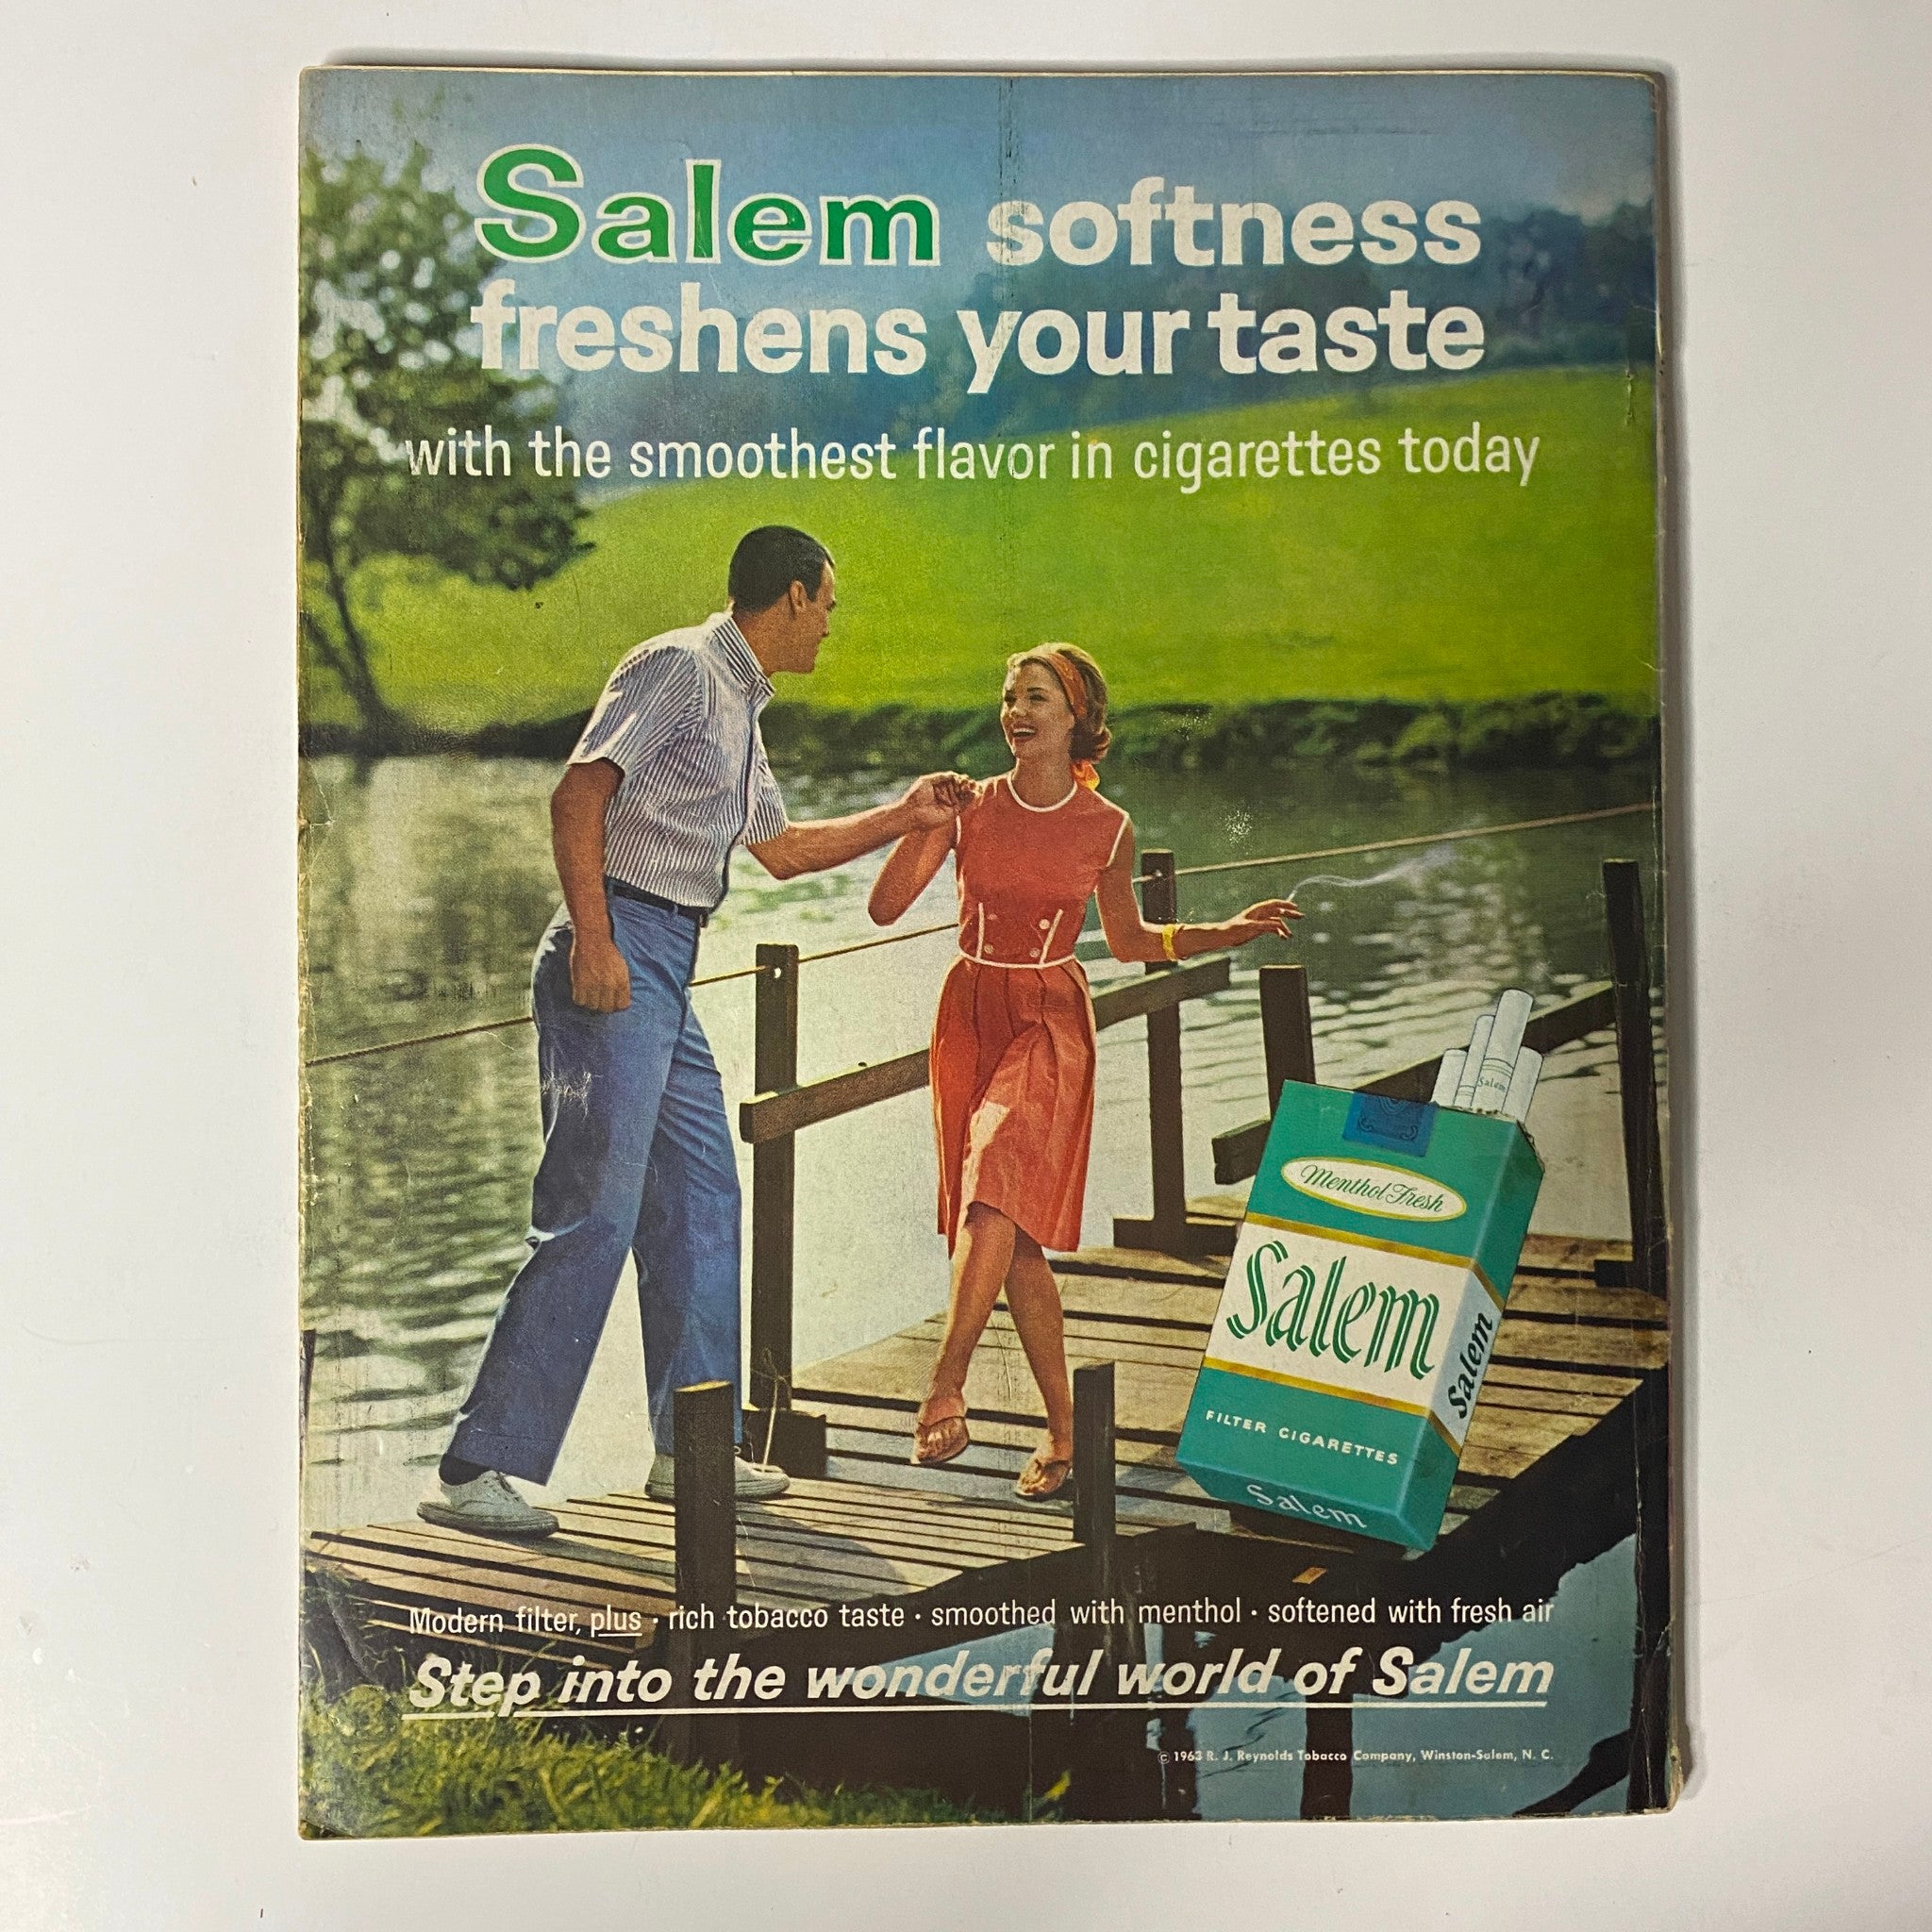 Salem softness
freshens your taste
with the smoothest flavor in cigarettes today
Salem
Menthol Fresh
Salem
Salem
FILTER CIGARETTES
Salem
Modern filter, plus · rich tobacco taste · smoothed with menthol · softened with fresh air
Step into the wonderful world of Salem
© 1963 R. J. Reynolds Tobacco Company, Winston-Salem, N. C.